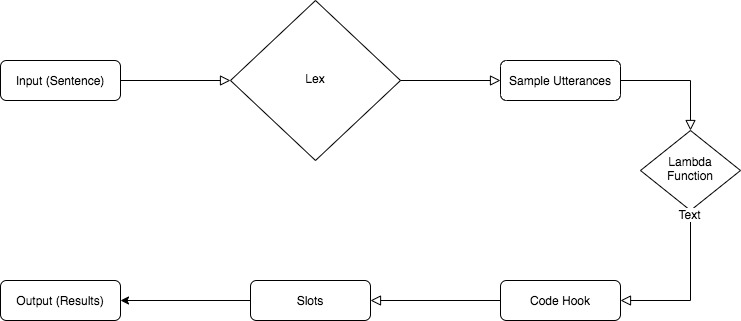 Input (Sentence)
Lex
Sample Utterances
Lambda
Function
Text
Output (Results)
Slots
Code Hook